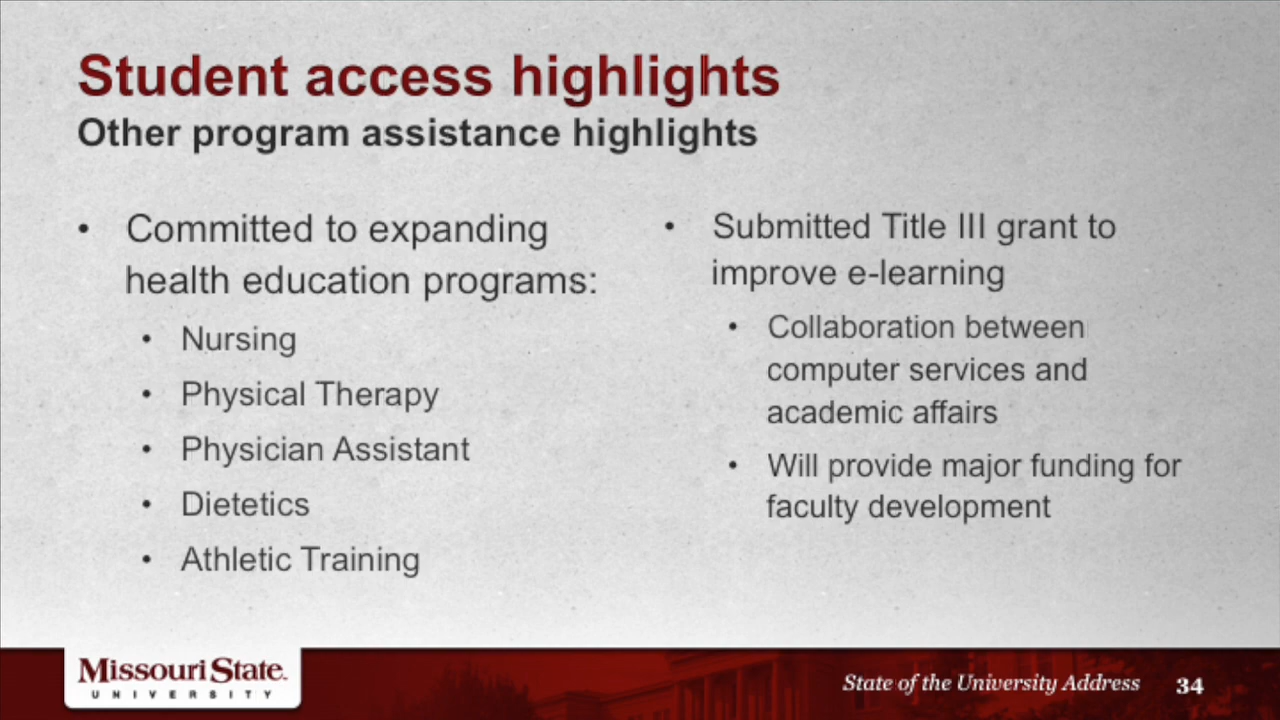 Student access highlights
Other program assistance highlights
• Committed to expanding
health education programs:
• Nursing
• Physical Therapy
• Physician Assistant
• Dietetics
• Athletic Training
• Submitted Title III grant to
improve e-learning
• Collaboration between
computer services and
academic affairs
• Will provide major funding for
faculty development
Missouri State.
UNIVERSITY
State of the University Address 34